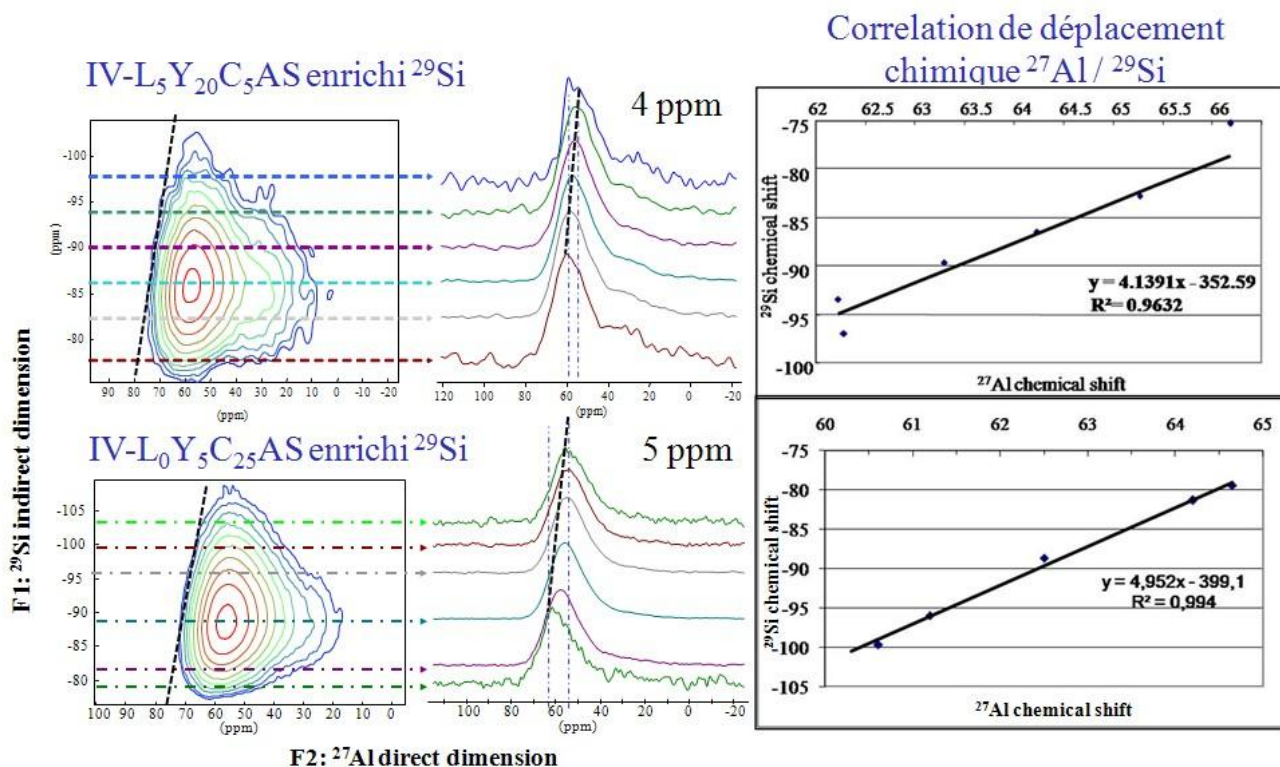 Correlation de déplacement
chimique ²⁷Al / ²⁹Si
IV-L₅Y₂₀C₅AS enrichi ²⁹Si
4 ppm
-100
-95
-90
-85
-80
(ppm)
90 80 70 60 50 40 30 20 10 0 -10 -20
(ppm)
120 100 80 60 40 20 0 -20
(ppm)
62 62.5 63 63.5 64 64.5 65 65.5 66
-75
-80
-85
-90
-95
-100
²⁹Si chemical shift
y = 4.1391x - 352.59
R² = 0.9632
²⁷Al chemical shift
IV-L₀Y₅C₂₅AS enrichi ²⁹Si
5 ppm
-105
-100
-95
-90
-85
-80
100 90 80 70 60 50 40 30 20 10 0
(ppm)
100 80 60 40 20 0 -20
(ppm)
60 61 62 63 64 65
-75
-80
-85
-90
-95
-100
-105
²⁹Si chemical shift
y = 4,952x - 399,1
R² = 0,994
²⁷Al chemical shift
F1: ²⁹Si indirect dimension
F2: ²⁷Al direct dimension